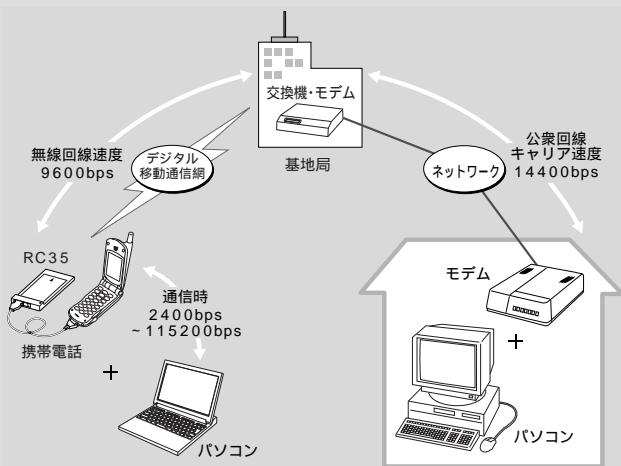 交換機・モデム
基地局
無線回線速度
9600bps
デジタル
移動通信網
公衆回線
キャリア速度
14400bps
ネットワーク
RC35
携帯電話
通信時
2400bps
~115200bps
+
パソコン
モデム
+
パソコン